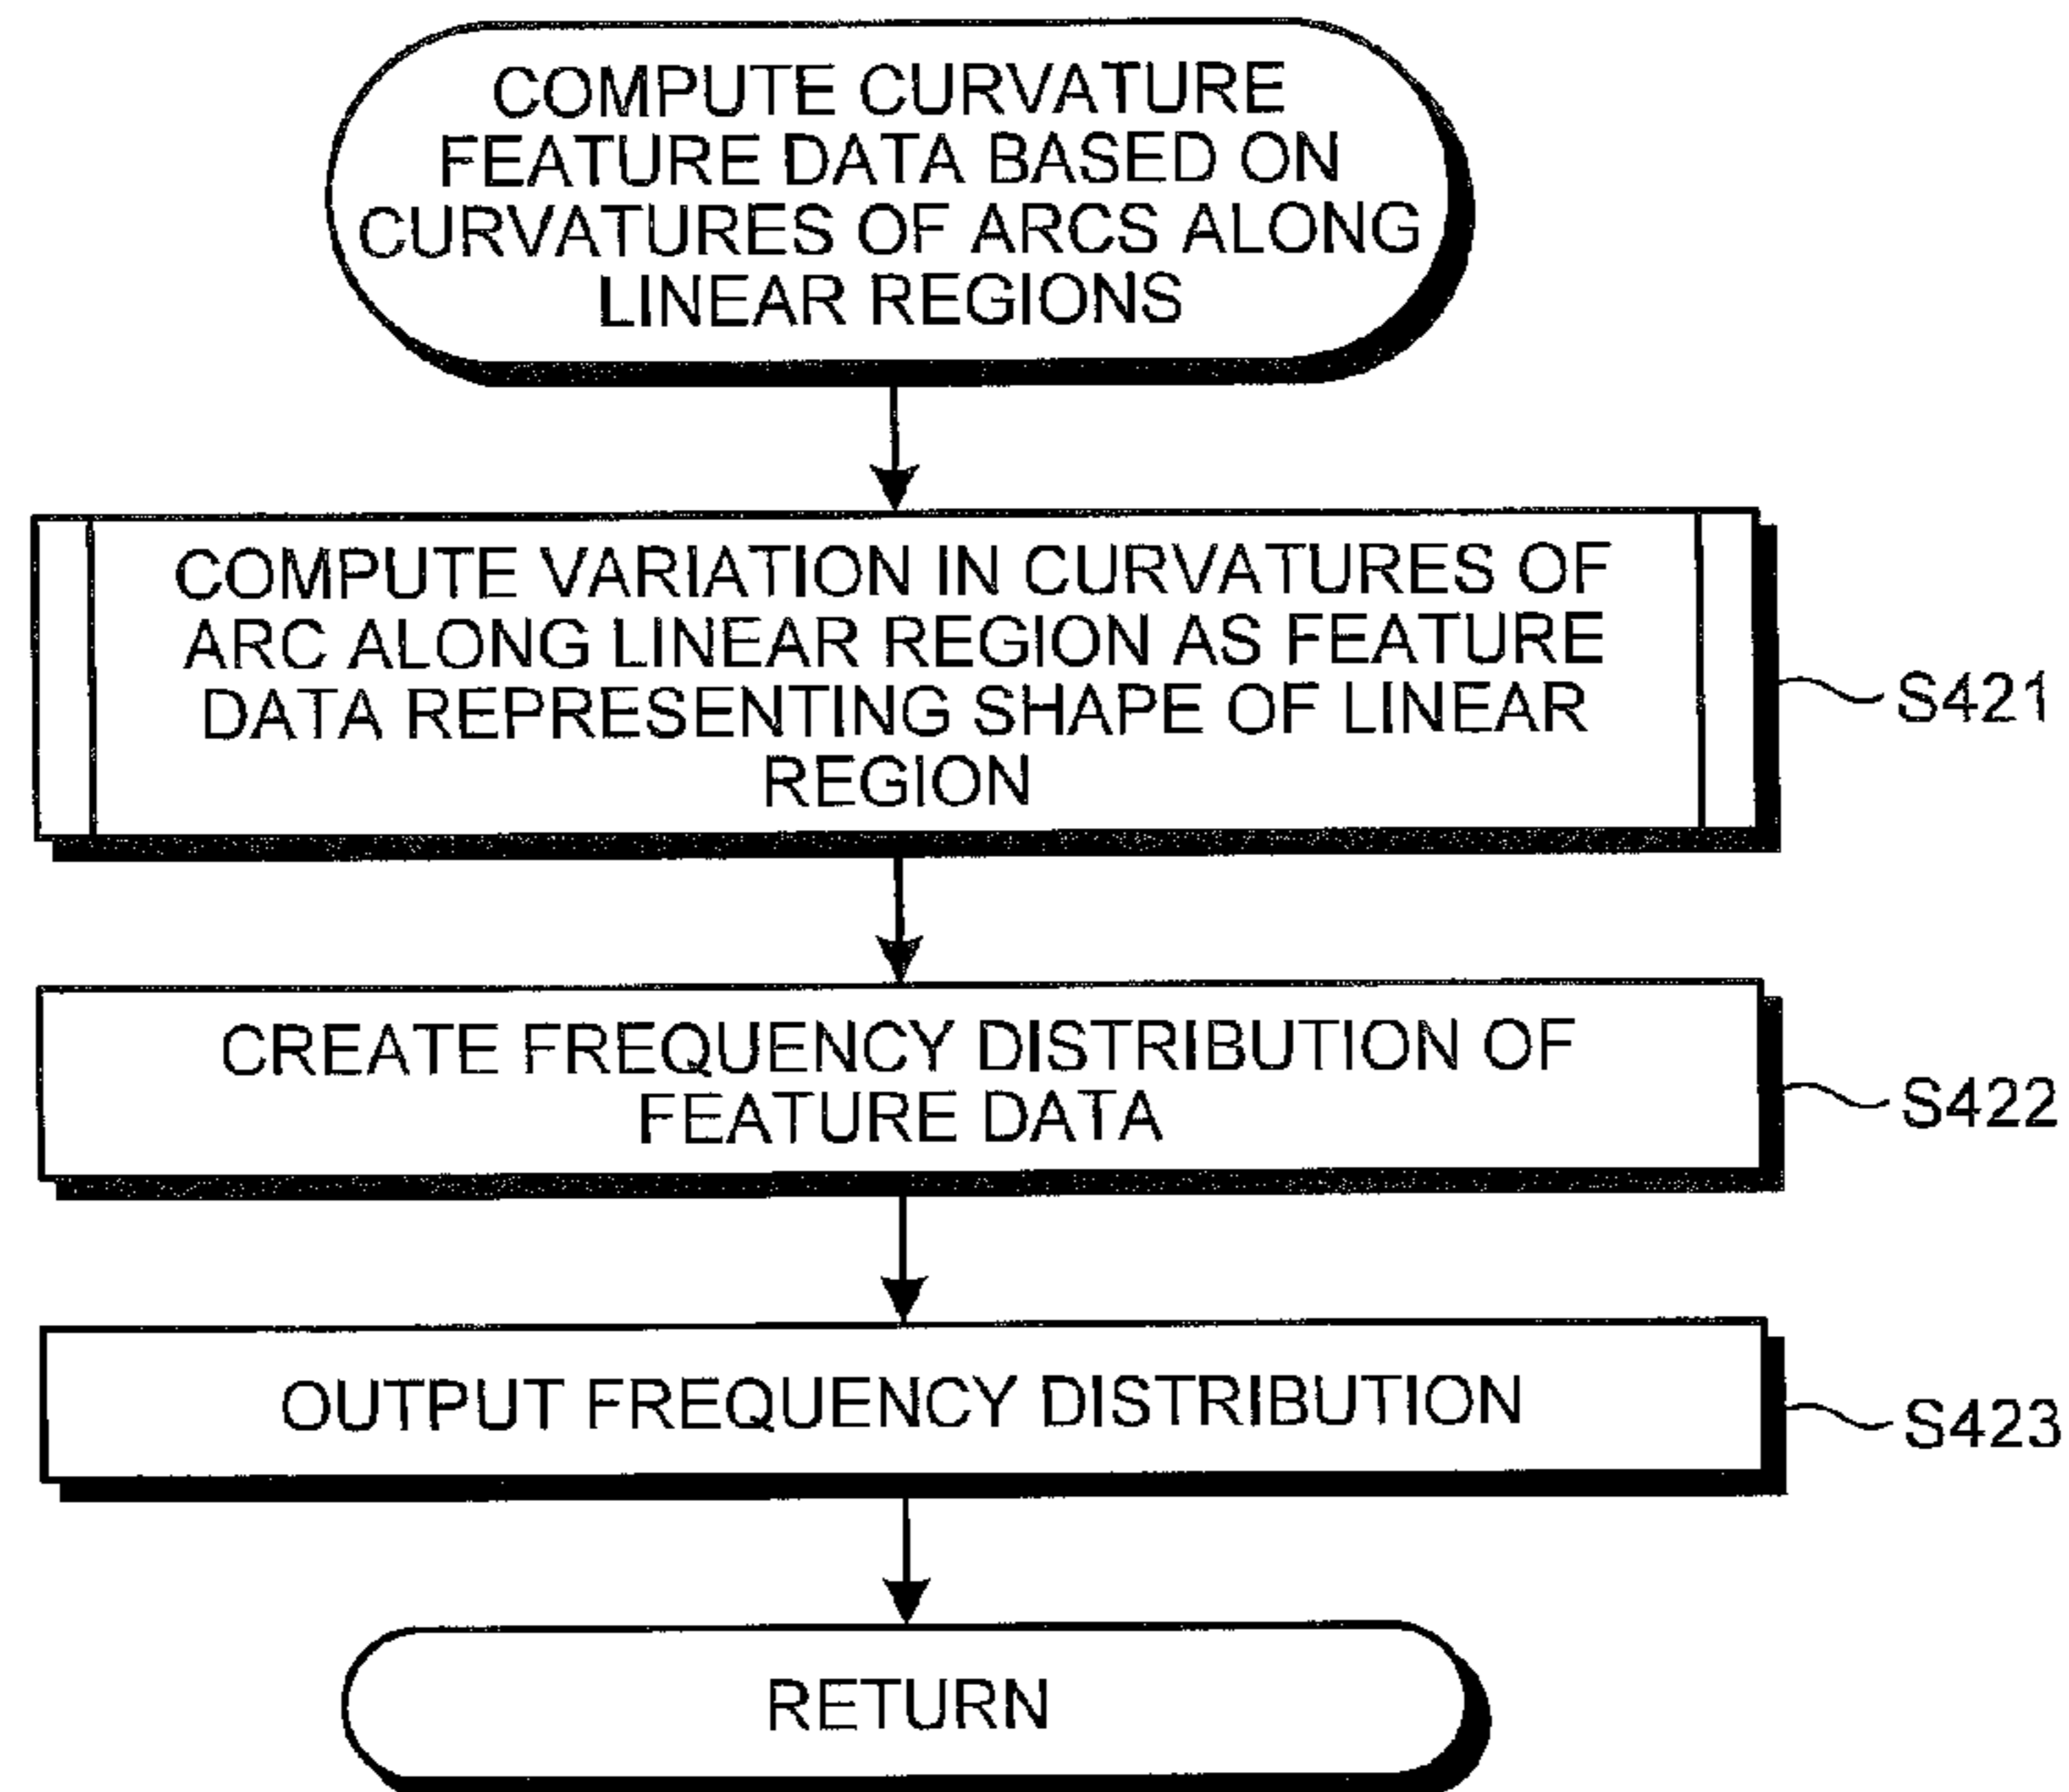 COMPUTE CURVATURE
FEATURE DATA BASED ON
CURVATURES OF ARCS ALONG
LINEAR REGIONS
COMPUTE VARIATION IN CURVATURES OF
ARC ALONG LINEAR REGION AS FEATURE
DATA REPRESENTING SHAPE OF LINEAR
REGION
S421
CREATE FREQUENCY DISTRIBUTION OF
FEATURE DATA
S422
OUTPUT FREQUENCY DISTRIBUTION
S423
RETURN